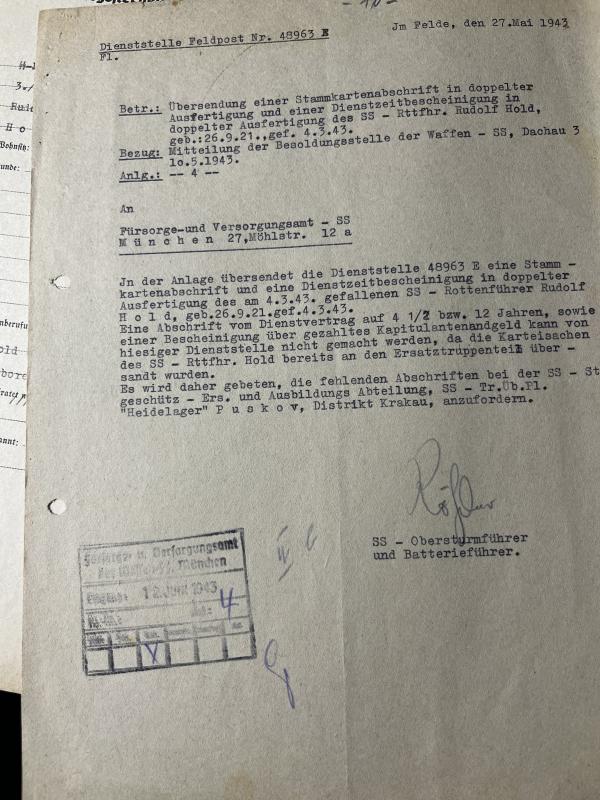 - 10 -
Jm Felde, den 27.Mai 1943
Dienststelle Feldpost Nr. 48963 E
Fl.
Betr.: Übersendung einer Stammkartenabschrift in doppelter
Ausfertigung und einer Dienstzeitbescheinigung in
doppelter Ausfertigung des SS - Rttfhr. Rudolf Hold,
geb.:26.9.21.,gef. 4.3.43.
Bezug: Mitteilung der Besoldungsstelle der Waffen - SS, Dachau 3
10.5.1943.
Anlg.: -- 4 --
An
Fürsorge-und Versorgungsamt - SS
M ü n c h e n 27,Möhlstr. 12 a
Jn der Anlage übersendet die Dienststelle 48963 E eine Stamm -
kartenabschrift und eine Dienstzeitbescheinigung in doppelter
Ausfertigung des am 4.3.43. gefallenen SS - Rottenführer Rudolf
H o l d, geb.26.9.21.gef.4.3.43.
Eine Abschrift vom Dienstvertrag auf 4 1/2 bzw. 12 Jahren, sowie
einer Bescheinigung über gezahltes Kapitulantenandgeld kann von
hiesiger Dienststelle nicht gemacht werden, da die Karteisachen
des SS - Rttfhr. Hold bereits an den Ersatztruppenteil über -
sandt wurden.
Es wird daher gebeten, die fehlenden Abschriften bei der SS - St
geschütz - Ers. und Ausbildungs Abteilung, SS - Tr.Üb.Pl.
"Heidelager" P u s k o v, Distrikt Krakau, anzufordern.
SS - Obersturmführer
und Batterieführer.
Fürsorge- u. Versorgungsamt
München
12. Juni 1943
4